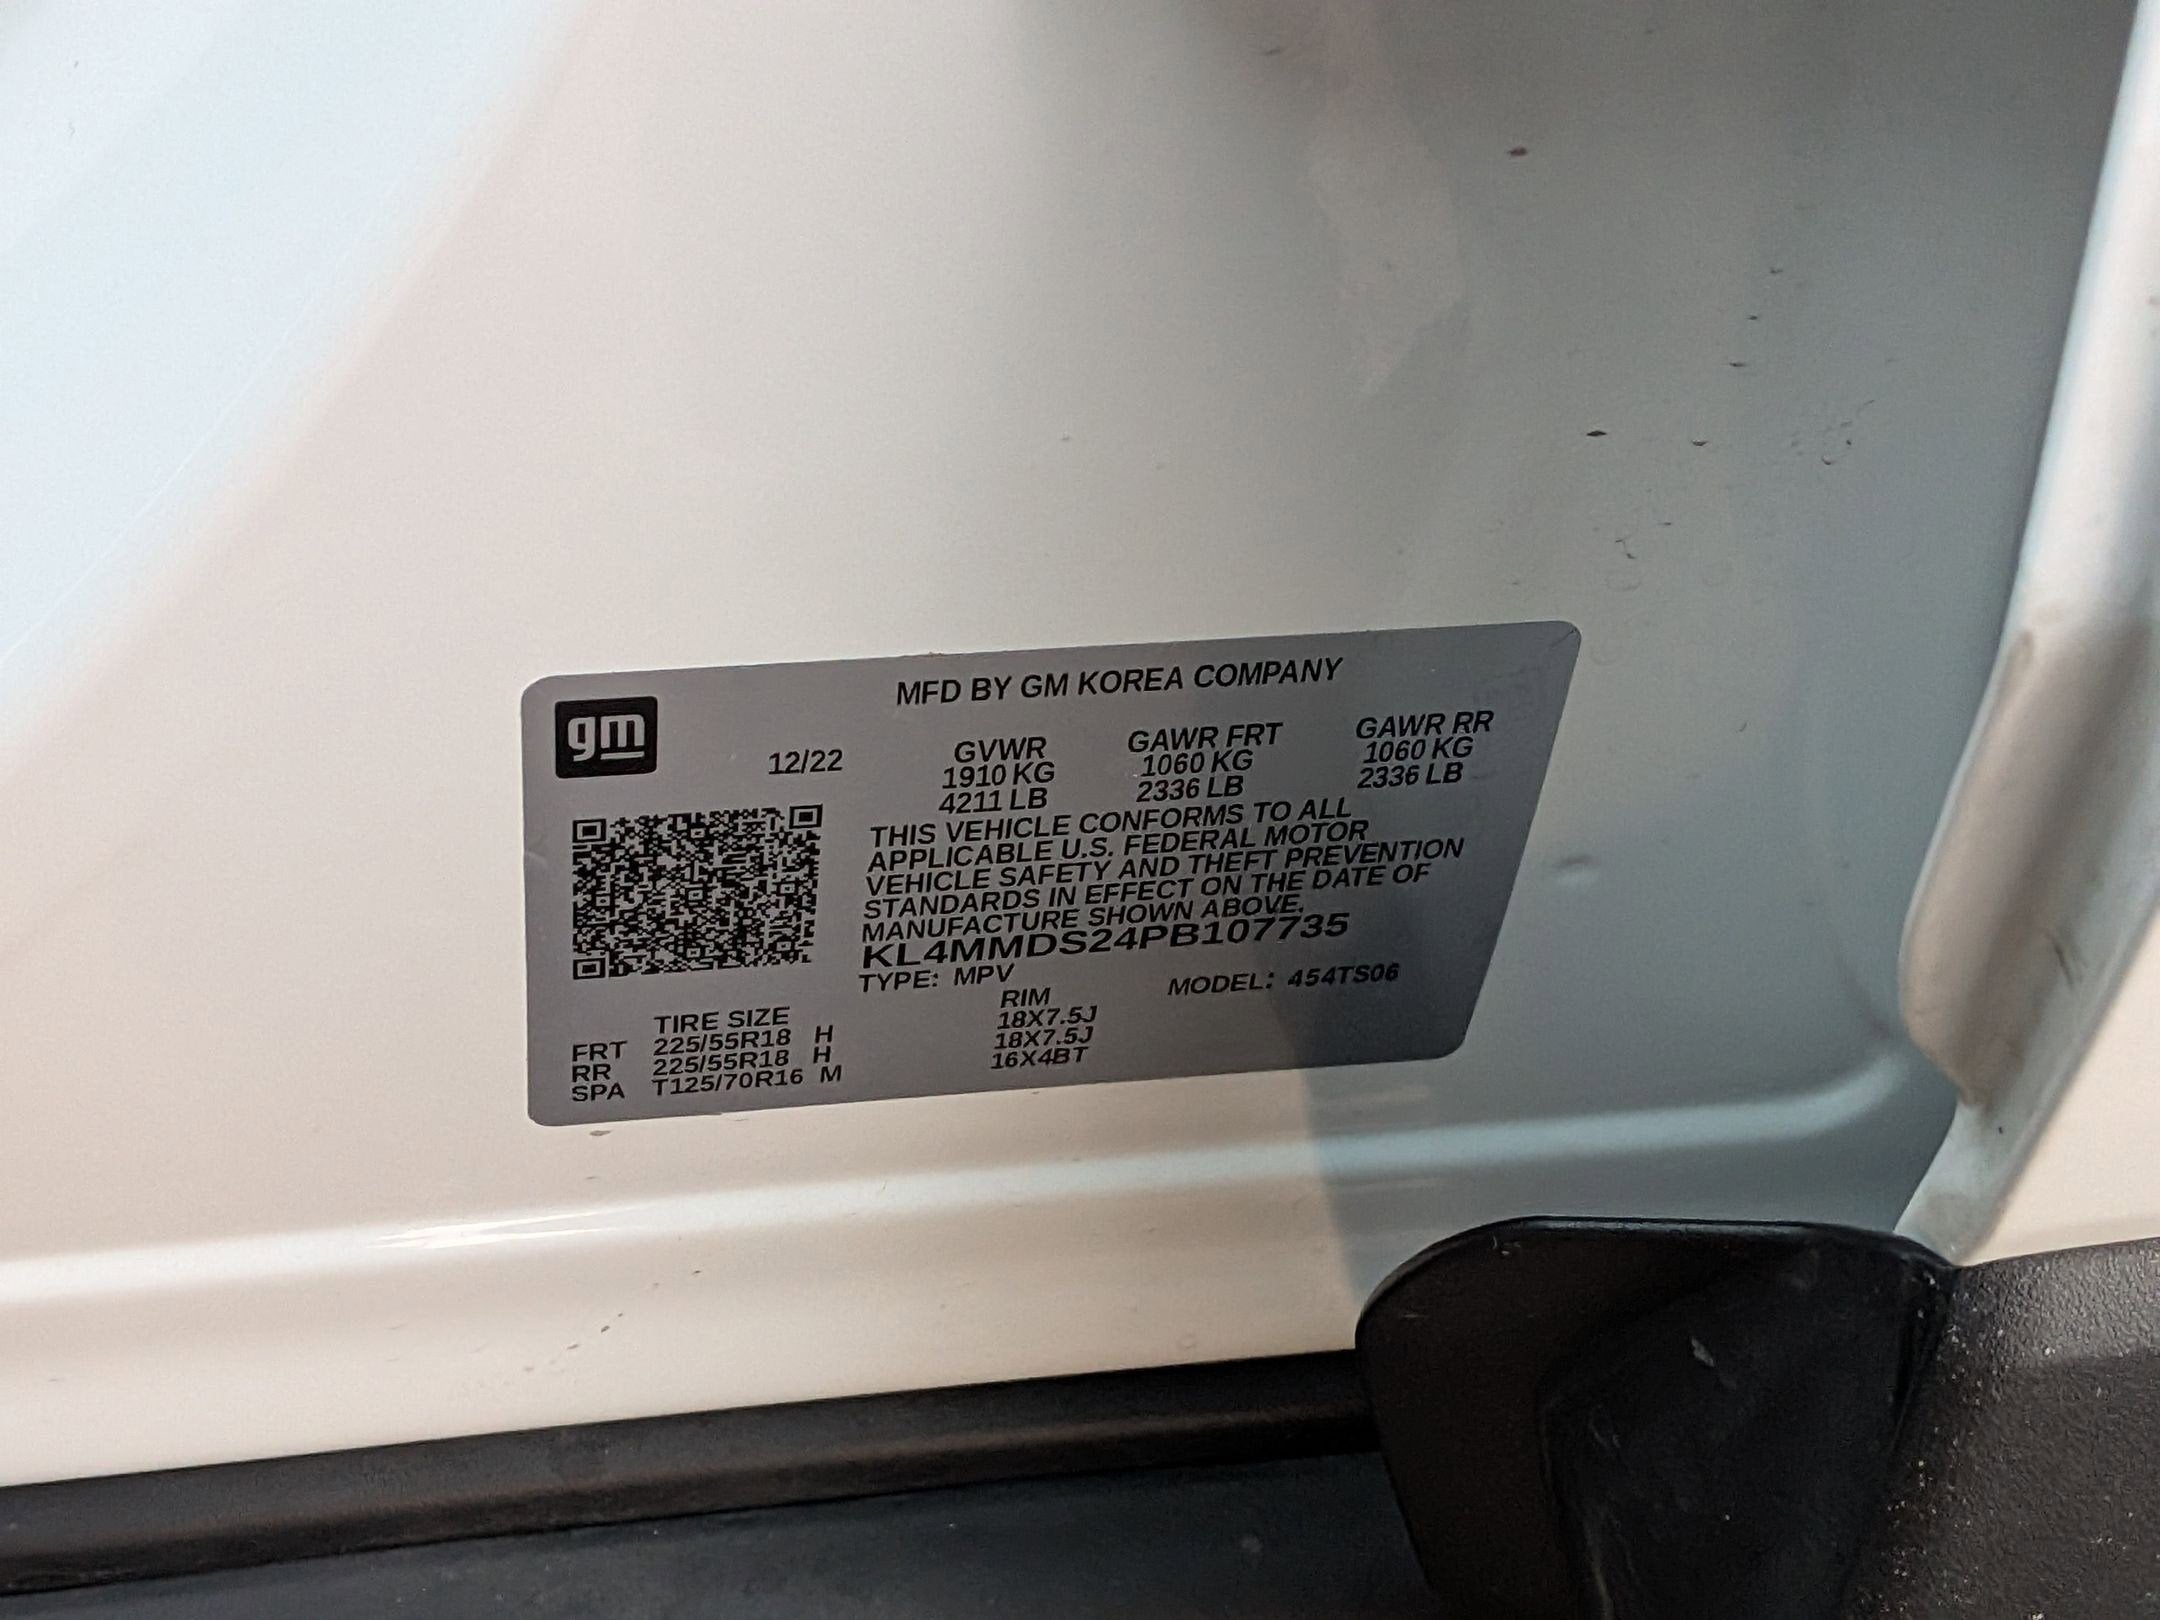 gm
MFD BY GM KOREA COMPANY
12/22 GVWR GAWR FRT GAWR RR
1910 KG 1060 KG 1060 KG
4211 LB 2336 LB 2336 LB
THIS VEHICLE CONFORMS TO ALL
APPLICABLE U.S. FEDERAL MOTOR
VEHICLE SAFETY AND THEFT PREVENTION
STANDARDS IN EFFECT ON THE DATE OF
MANUFACTURE SHOWN ABOVE.
KL4MMDS24PB107735
TYPE: MPV MODEL: 454TS06
TIRE SIZE RIM
FRT 225/55R18 H 18X7.5J
RR 225/55R18 H 18X7.5J
SPA T125/70R16 M 16X4BT